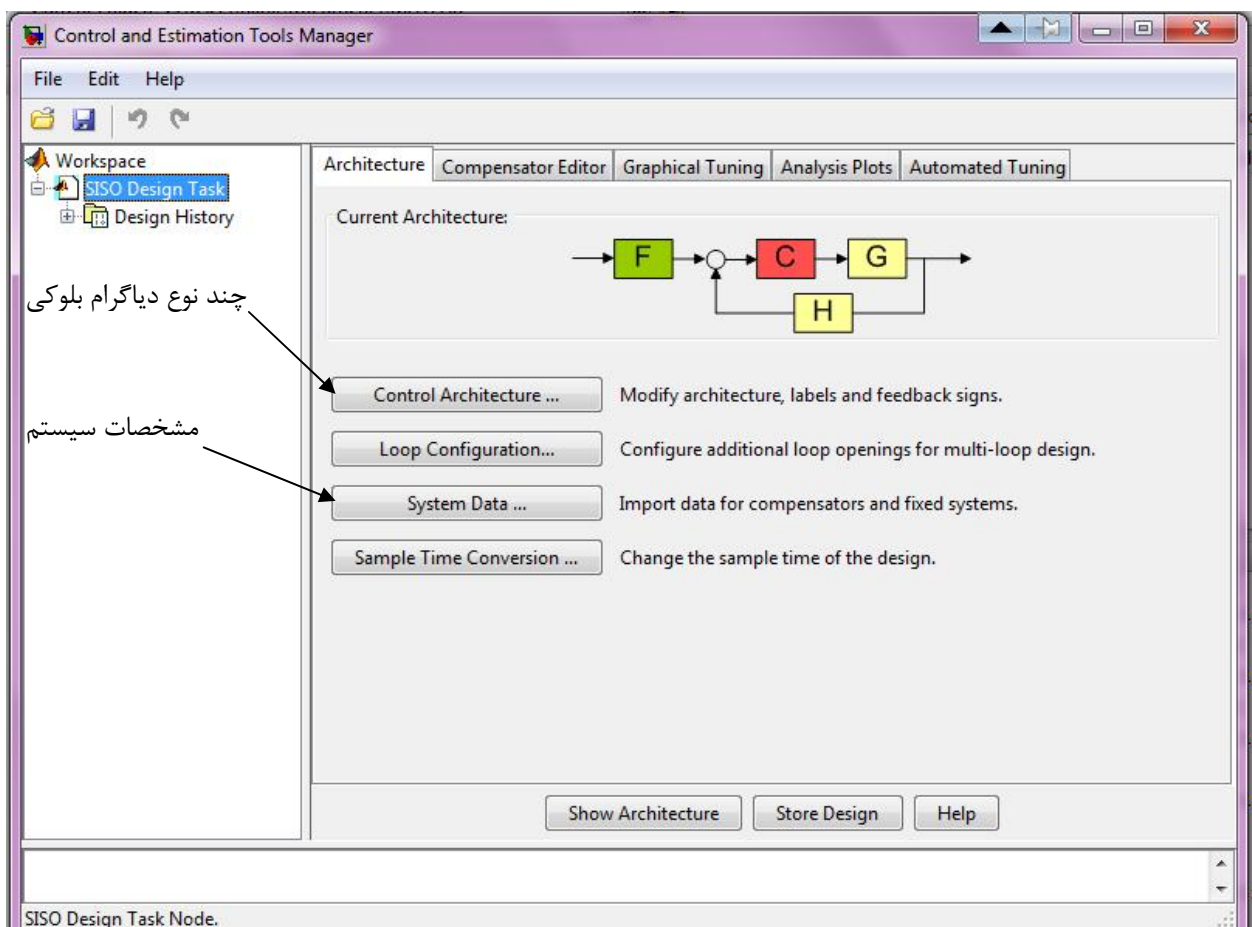 Control and Estimation Tools Manager
File Edit Help
Workspace
SISO Design Task
Design History
چند نوع دیاگرام بلوکی
مشخصات سیستم
Architecture Compensator Editor Graphical Tuning Analysis Plots Automated Tuning
Current Architecture:
F C G
H
Control Architecture ... Modify architecture, labels and feedback signs.
Loop Configuration... Configure additional loop openings for multi-loop design.
System Data ... Import data for compensators and fixed systems.
Sample Time Conversion ... Change the sample time of the design.
Show Architecture Store Design Help
SISO Design Task Node.